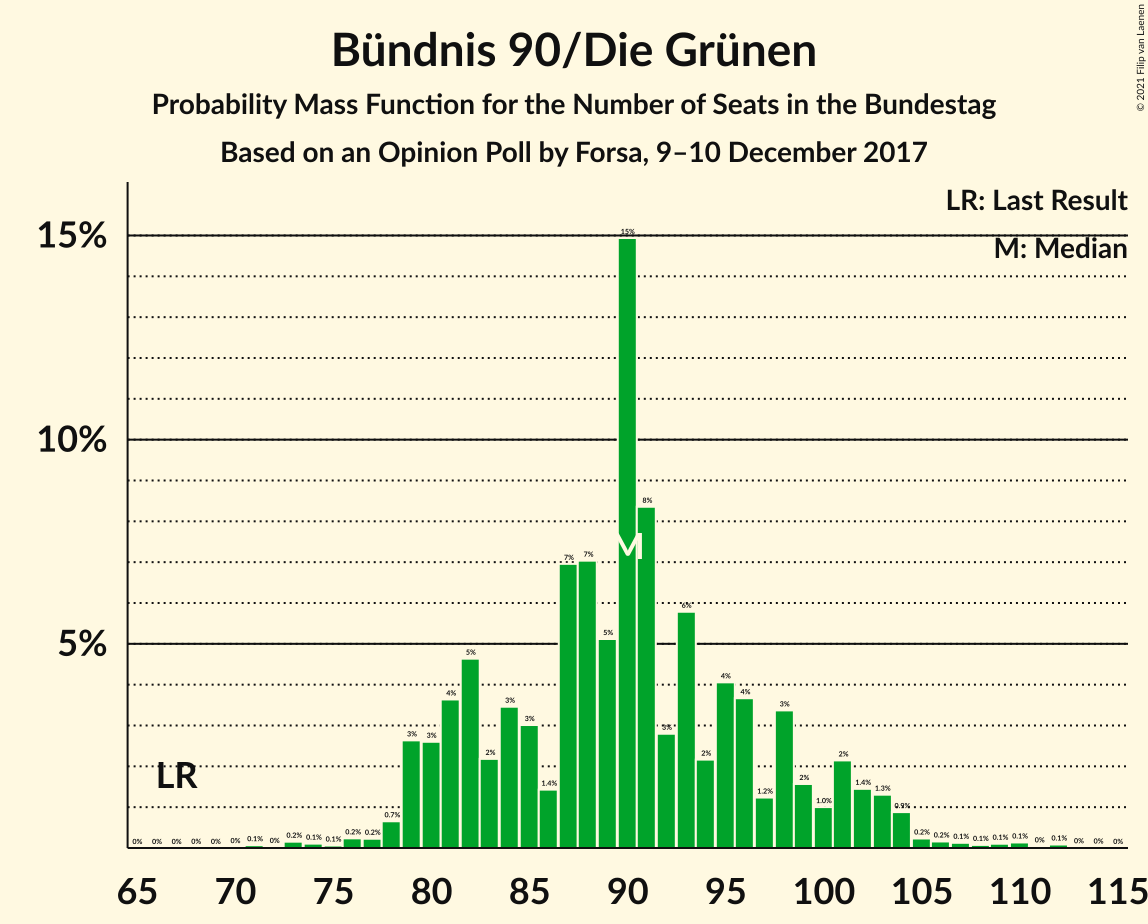 Bündnis 90/Die Grünen
Probability Mass Function for the Number of Seats in the Bundestag
Based on an Opinion Poll by Forsa, 9–10 December 2017
© 2021 Filip van Laenen
LR: Last Result
M: Median
15%
10%
5%
LR
M
0% 0% 0% 0% 0% 0% 0.1% 0% 0.2% 0.1% 0.1% 0.2% 0.2% 0.7% 3% 3% 4% 5% 2% 3% 3% 1.4% 7% 7% 5% 15% 8% 3% 6% 2% 4% 4% 1.2% 3% 2% 1.0% 2% 1.4% 1.3% 0.9% 0.2% 0.2% 0.1% 0.1% 0.1% 0.1% 0% 0.1% 0% 0% 0%
65 70 75 80 85 90 95 100 105 110 115